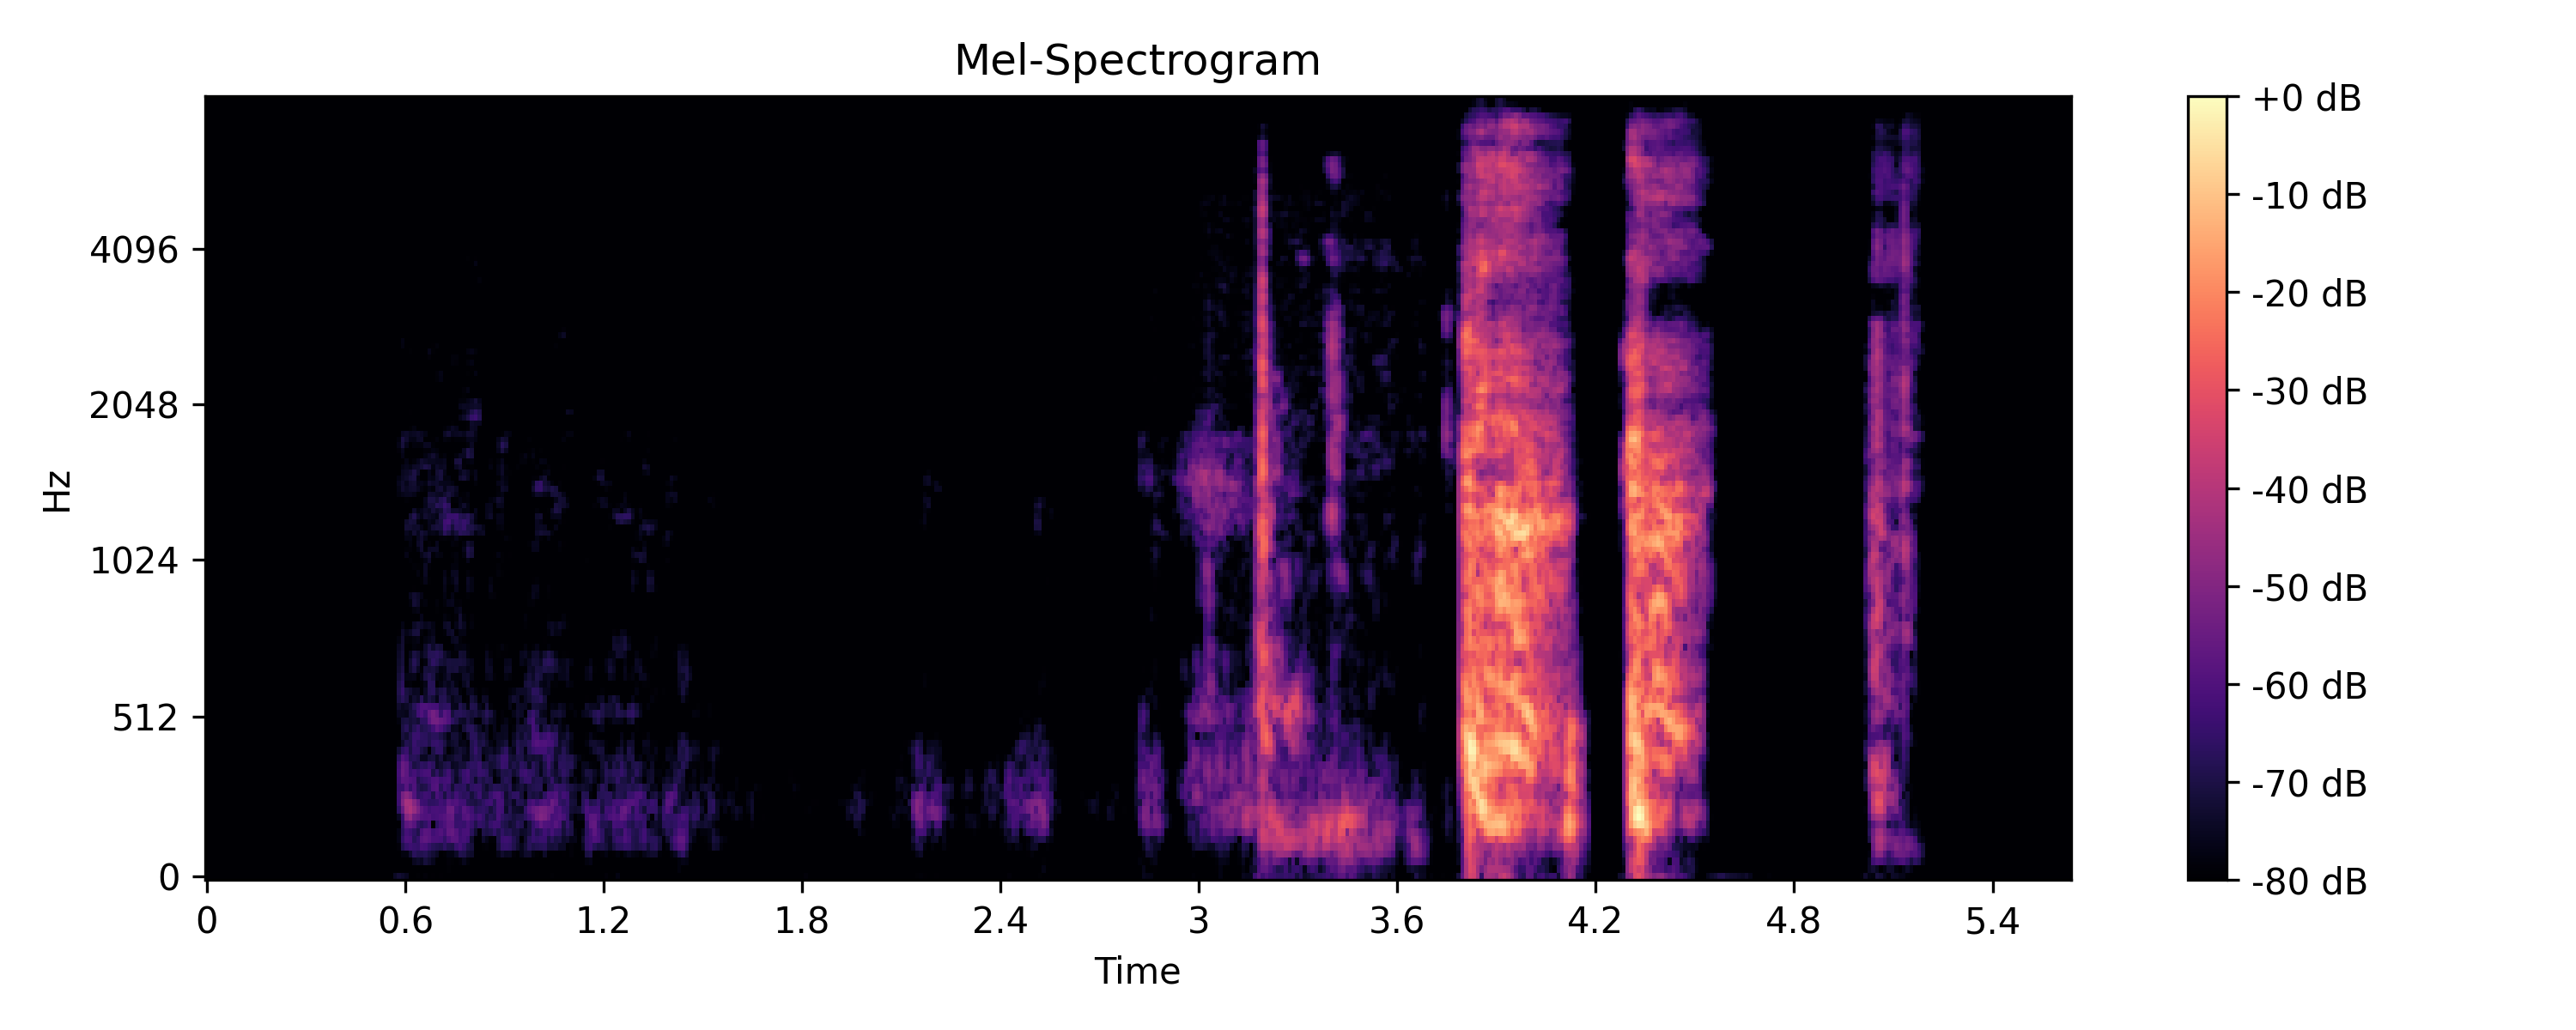 Mel-Spectrogram
+0 dB
-10 dB
4096
-20 dB
-30 dB
2048
Hz
-40 dB
1024
-50 dB
-60 dB
512
-70 dB
0
-80 dB
0 0.6 1.2 1.8 2.4 3 3.6 4.2 4.8 5.4
Time